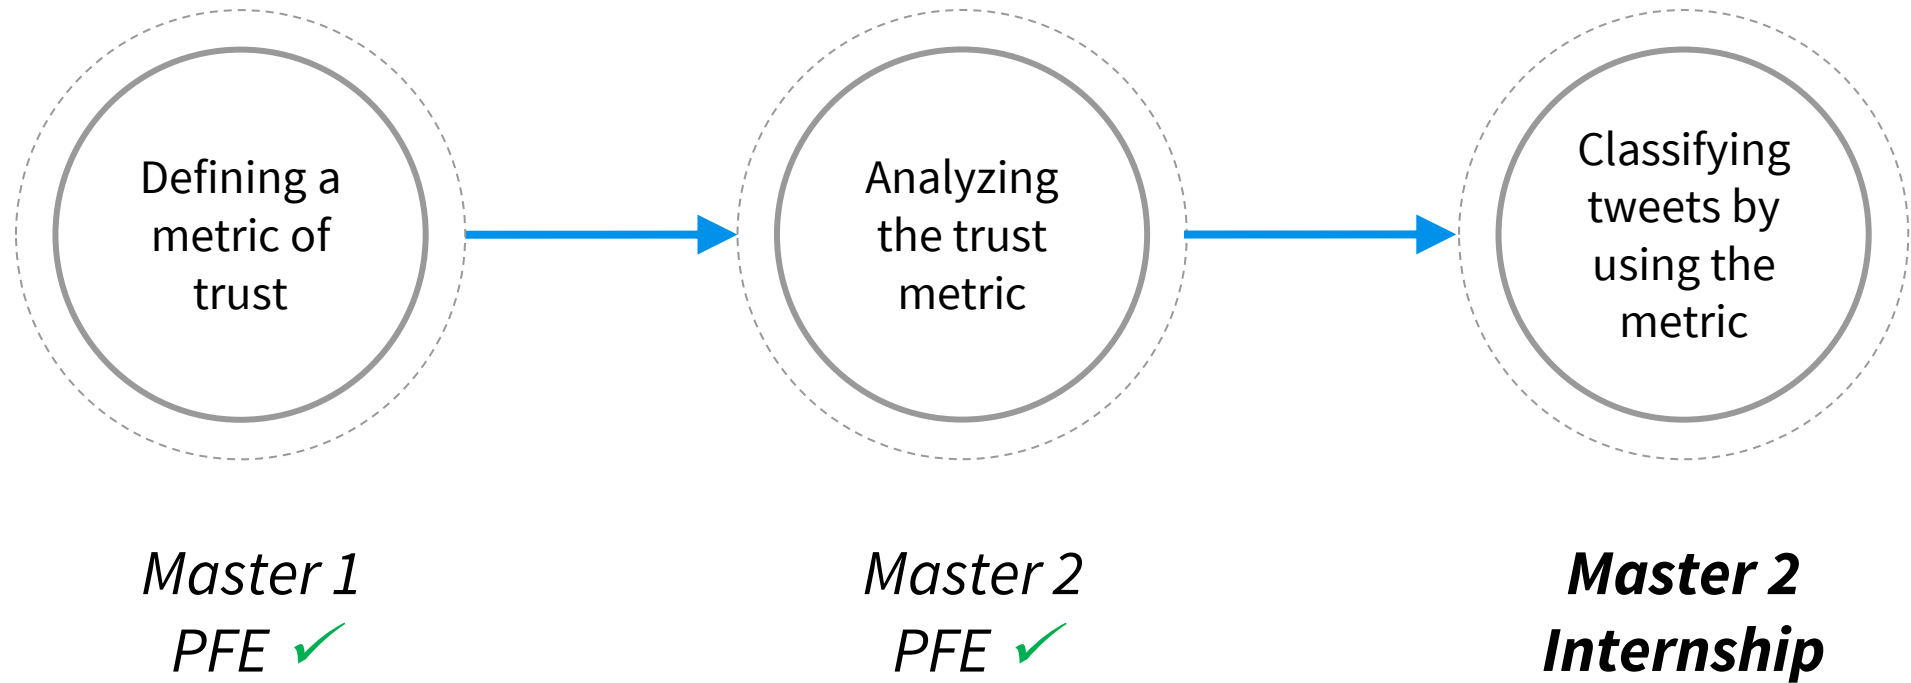 Defining a
metric of
trust
Analyzing
the trust
metric
Classifying
tweets by
using the
metric
Master 1
PFE ✓
Master 2
PFE ✓
Master 2
Internship